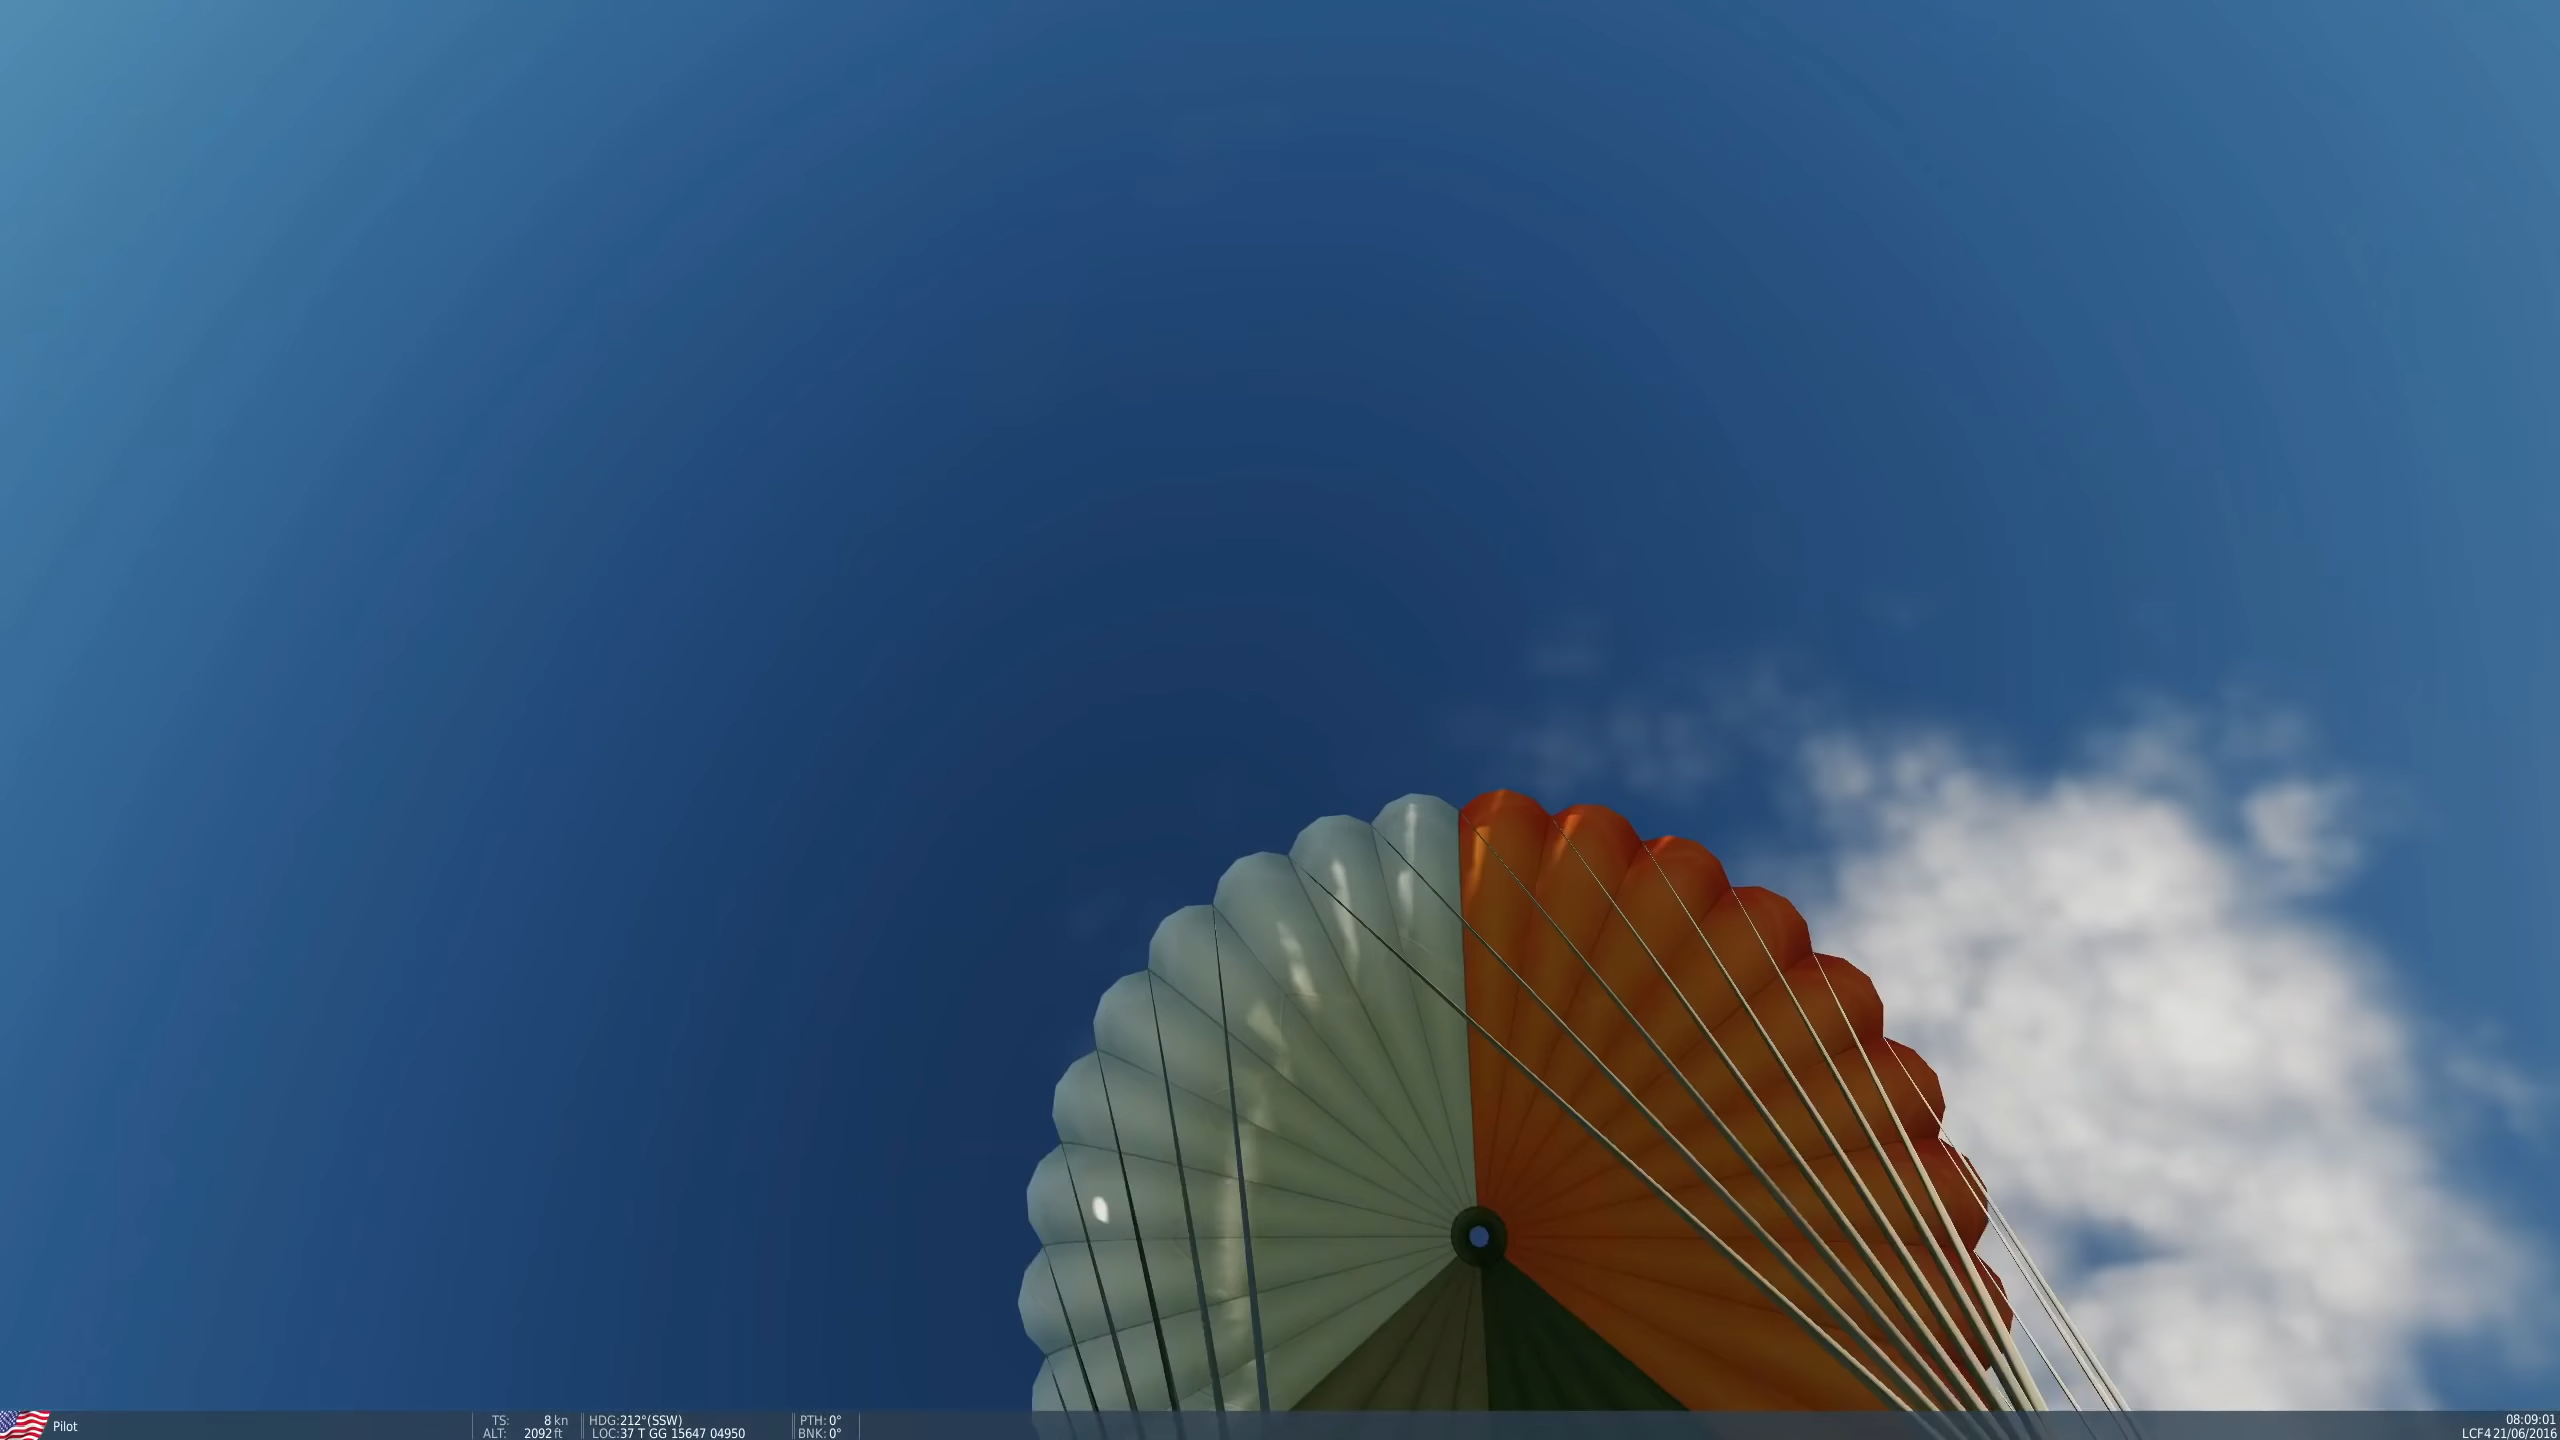 Pilot
TS: 8 kn
ALT: 2092 ft
HDG:212°(SSW)
LOC:37 T GG 15647 04950
PTH: 0°
BNK: 0°
08:09:01
LCF4 21/06/2016